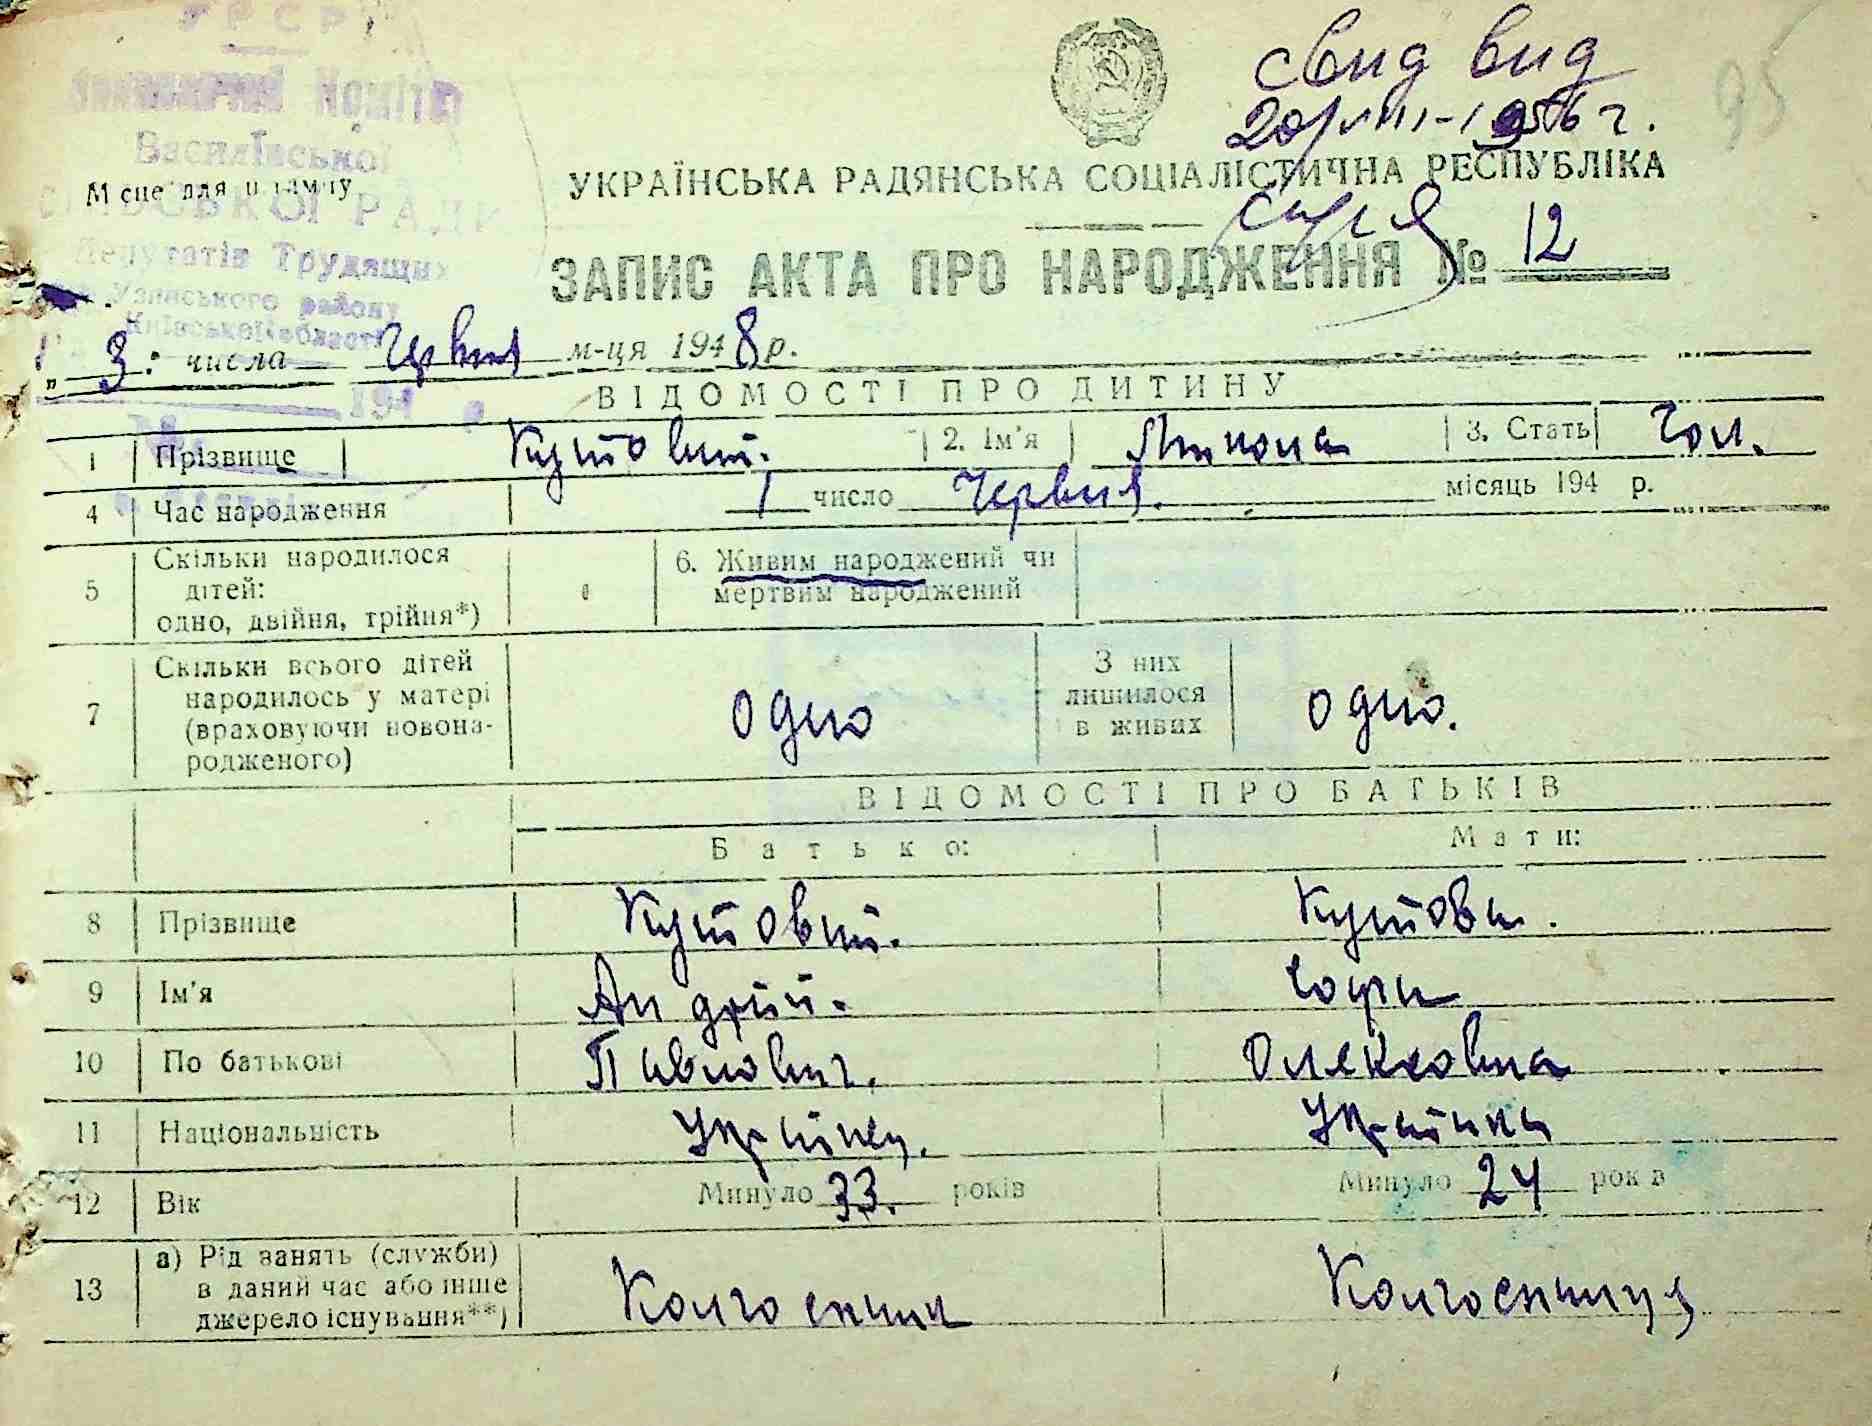 УРСР
Виконавчий Комітет
Василівської
СІЛЬСЬКОЇ РАДИ
Депутатів Трудящих
Узинського району
Київської області
194
Місце для штампу
свид вид
20/VIII-1956 г.
95
УКРАЇНСЬКА РАДЯНСЬКА СОЦІАЛІСТИЧНА РЕСПУБЛІКА
ЗАПИС АКТА ПРО НАРОДЖЕННЯ № 12
„ 3 " числа Червня м-ця 1948 р.
ВІДОМОСТІ ПРО ДИТИНУ
1 Прізвище Кутовий. 2. Ім'я Микола 3. Стать Чол.
4 Час народження 1 число Червня. місяць 194 р.
5 Скільки народилося дітей: одно, двійня, трійня*) 6. Живим народжений чи мертвим народжений
7 Скільки всього дітей народилось у матері (враховуючи новонародженого) одно З них лишилося в живих одно.
ВІДОМОСТІ ПРО БАТЬКІВ
Батько: Мати:
8 Прізвище Кутовий. Кутова.
9 Ім'я Андрій. Софія
10 По батькові Павлович. Олексовна
11 Національність Українец. Українка
12 Вік Минуло 33. років Минуло 24 років
13 а) Рід занять (служби) в даний час або інше джерело існування**) Колгоспник Колгоспниця